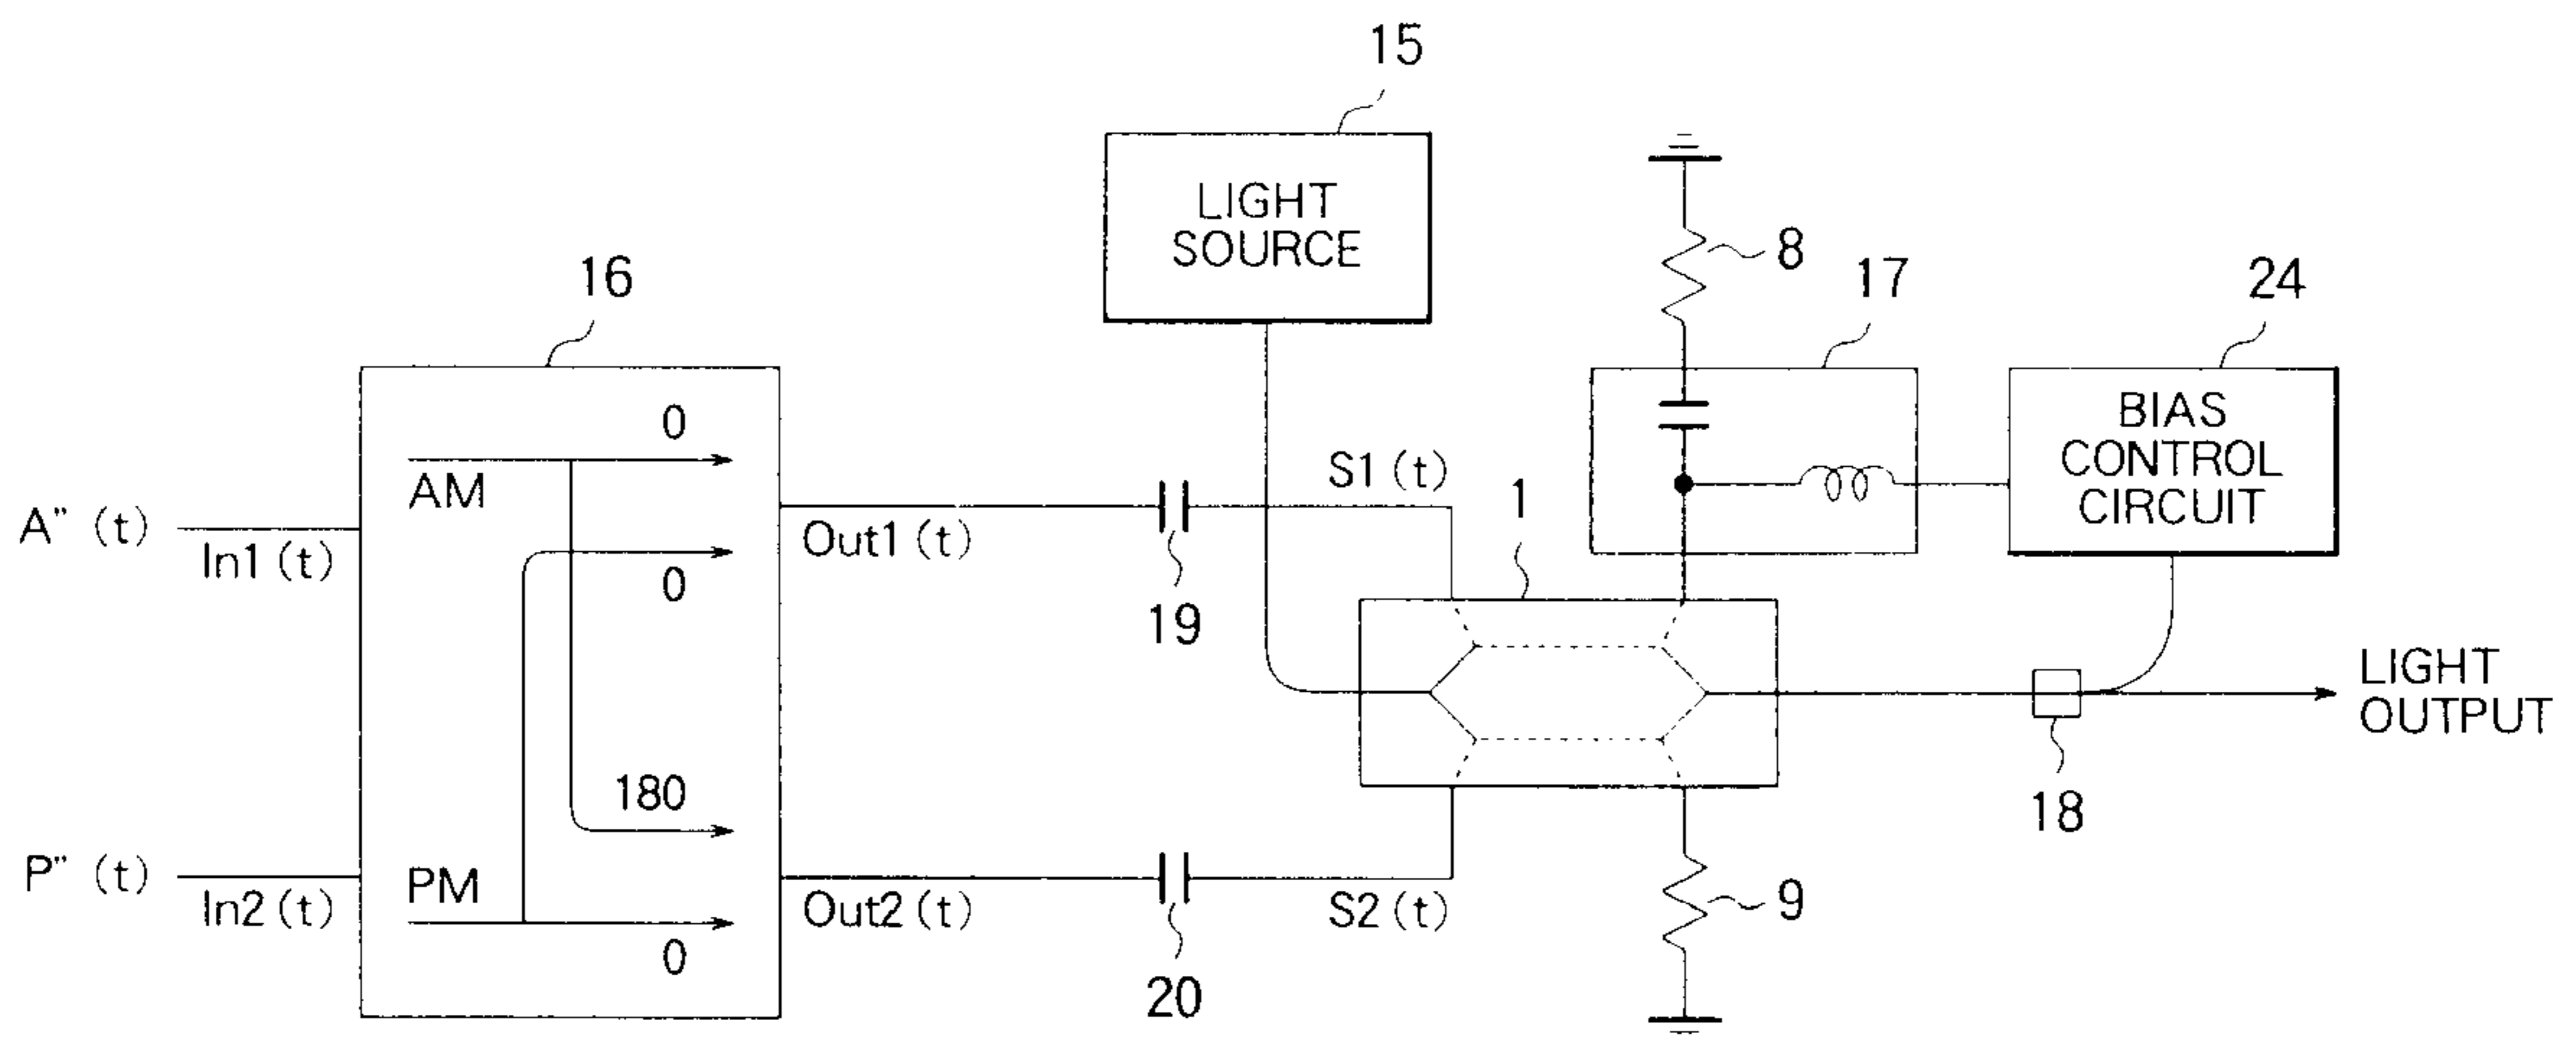 15
LIGHT
SOURCE
8
17
24
16
BIAS
CONTROL
CIRCUIT
0
AM
S1 (t)
1
A" (t)
In1 (t)
Out1 (t)
0
19
LIGHT
OUTPUT
180
18
P" (t)
In2 (t)
PM
Out2 (t)
S2 (t)
9
0
20